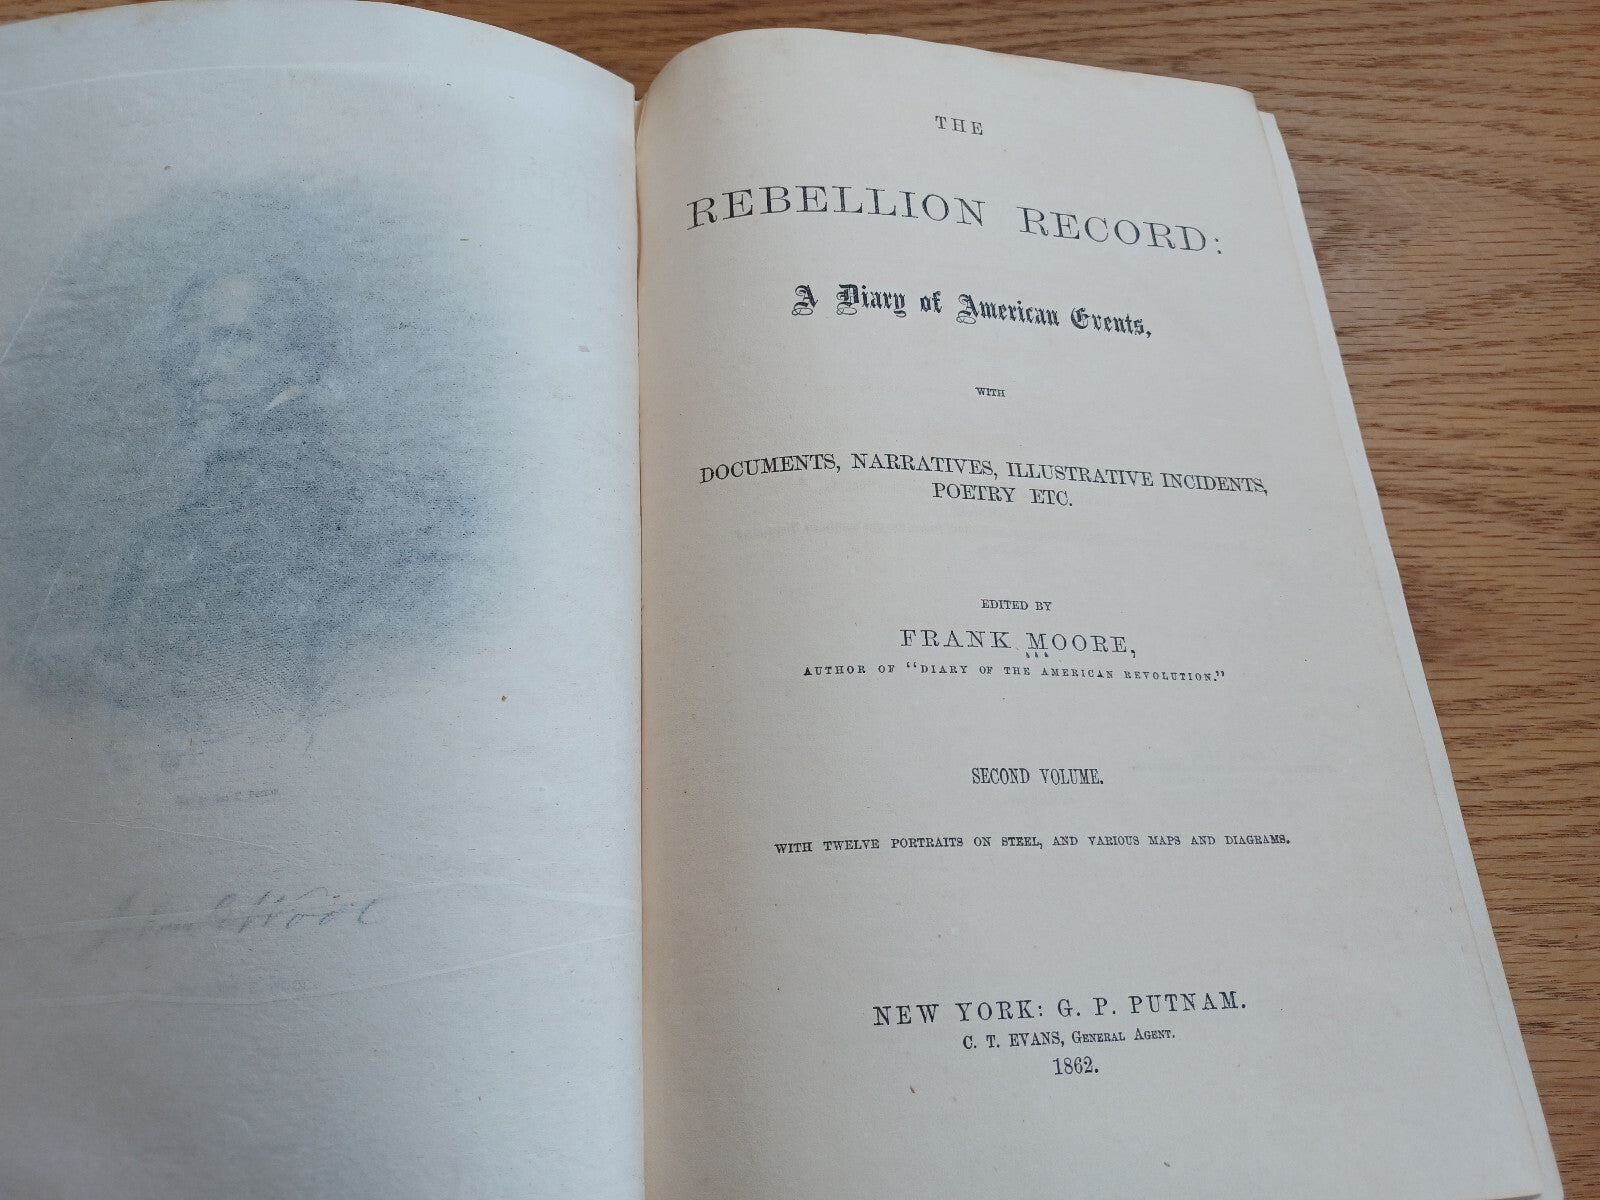 THE
REBELLION RECORD:
A Diary of American Events,
WITH
DOCUMENTS, NARRATIVES, ILLUSTRATIVE INCIDENTS,
POETRY ETC.
EDITED BY
FRANK MOORE,
AUTHOR OF "DIARY OF THE AMERICAN REVOLUTION."
SECOND VOLUME.
WITH TWELVE PORTRAITS ON STEEL, AND VARIOUS MAPS AND DIAGRAMS.
NEW YORK: G. P. PUTNAM.
C. T. EVANS, GENERAL AGENT.
1862.